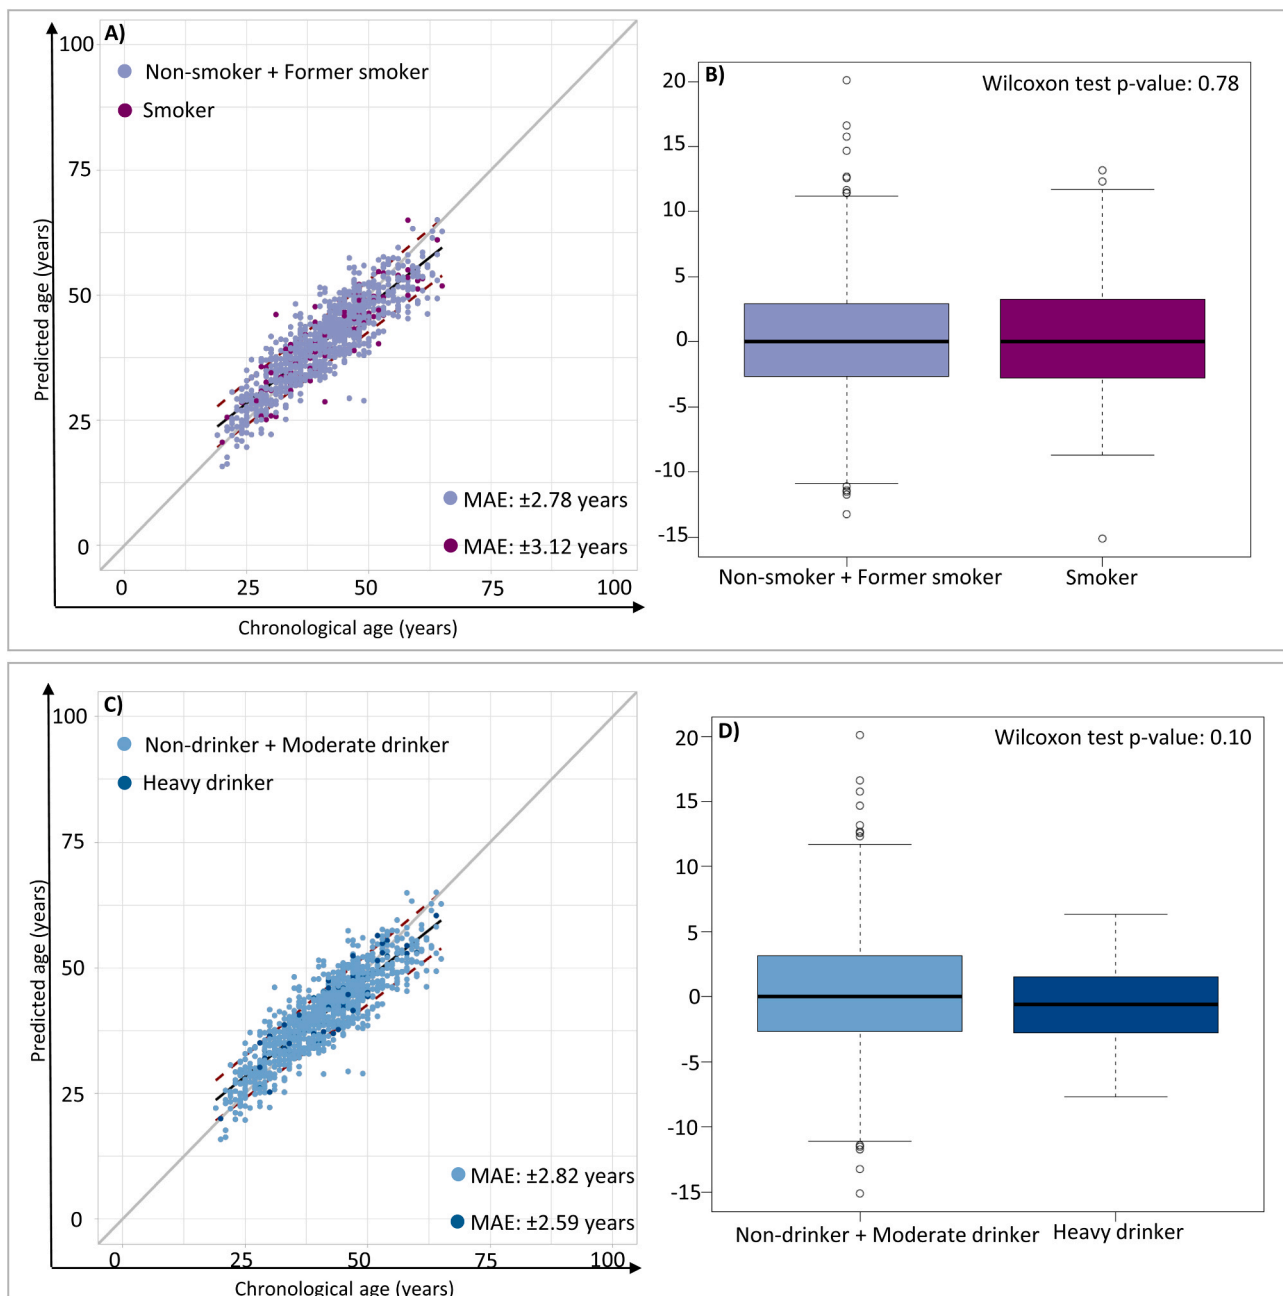 A)
100
Non-smoker + Former smoker
Smoker
75
50
25
0
Predicted age (years)
MAE: ±2.78 years
MAE: ±3.12 years
0 25 50 75 100
Chronological age (years)
B)
Wilcoxon test p-value: 0.78
20
15
10
5
0
-5
-10
-15
Non-smoker + Former smoker Smoker
C)
100
Non-drinker + Moderate drinker
Heavy drinker
75
50
25
0
Predicted age (years)
MAE: ±2.82 years
MAE: ±2.59 years
0 25 50 75 100
Chronological age (years)
D)
Wilcoxon test p-value: 0.10
20
15
10
5
0
-5
-10
-15
Non-drinker + Moderate drinker Heavy drinker